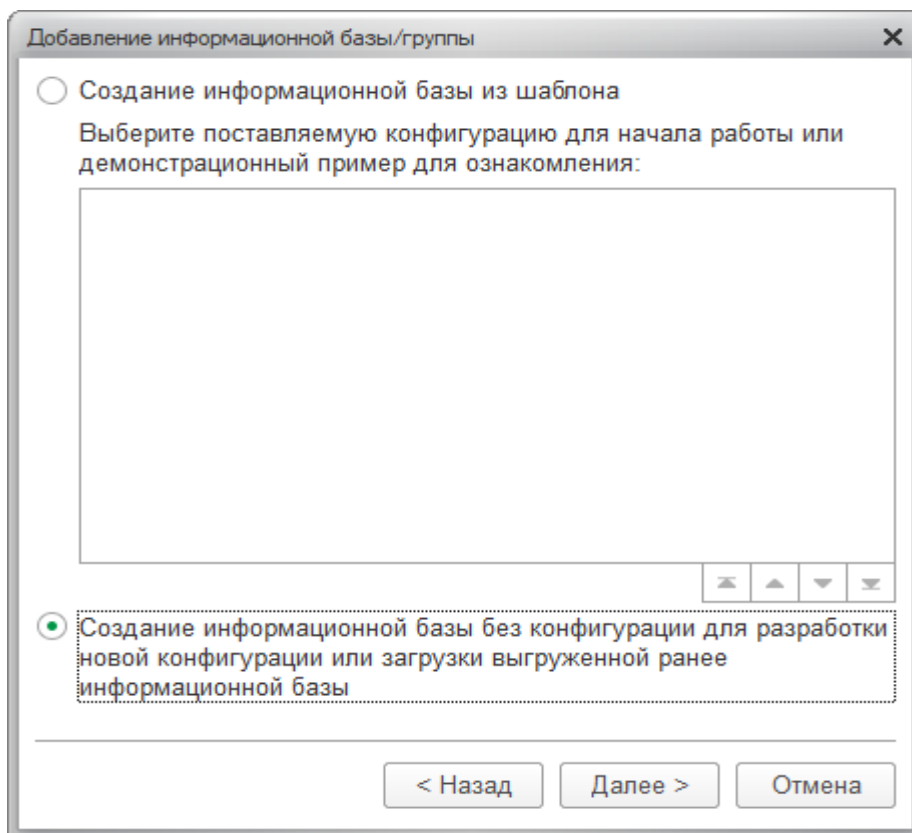 Добавление информационной базы/группы
Создание информационной базы из шаблона
Выберите поставляемую конфигурацию для начала работы или
демонстрационный пример для ознакомления:
Создание информационной базы без конфигурации для разработки
новой конфигурации или загрузки выгруженной ранее
информационной базы
< Назад
Далее >
Отмена